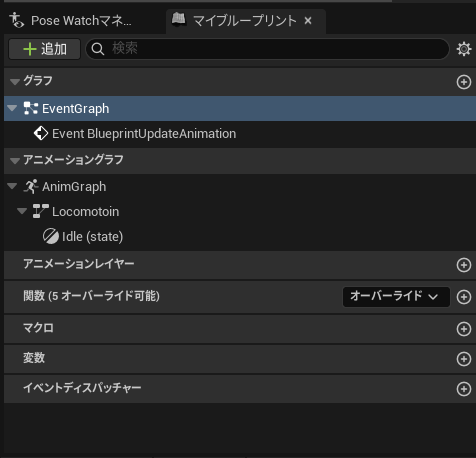 Pose Watchマネ...
マイブループリント
追加
検索
グラフ
EventGraph
Event BlueprintUpdateAnimation
アニメーショングラフ
AnimGraph
Locomotoin
Idle (state)
アニメーションレイヤー
関数 (5 オーバーライド可能)
オーバーライド
マクロ
変数
イベントディスパッチャー